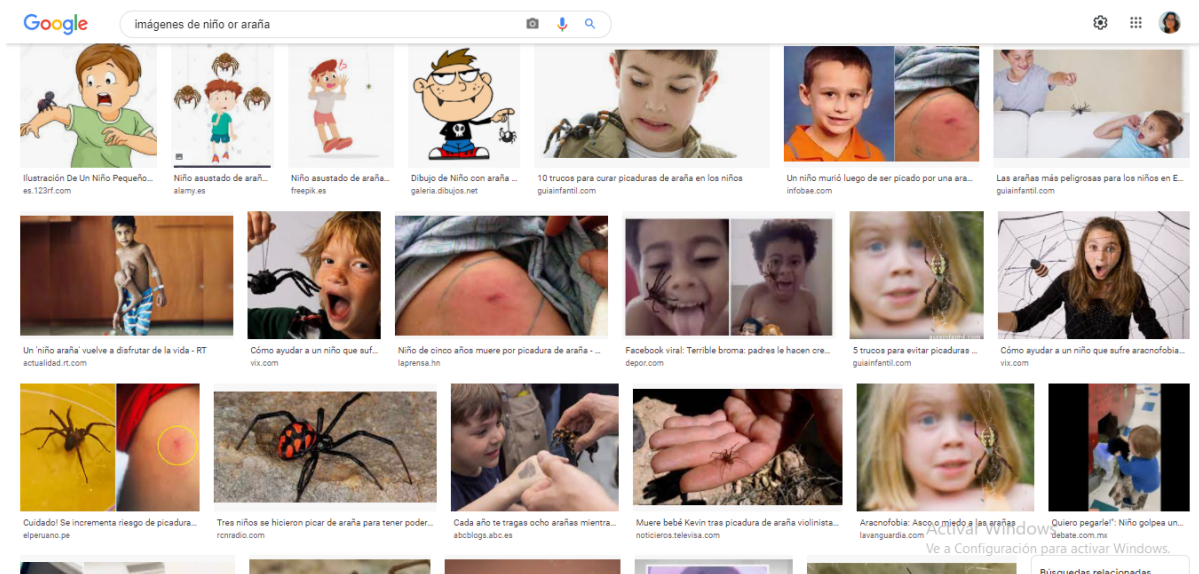 Google
imágenes de niño or araña
Ilustración De Un Niño Pequeño...
es.123rf.com
Niño asustado de arañ...
alamy.es
Niño asustado de araña...
freepik.es
Dibujo de Niño con araña ...
galeria.dibujos.net
10 trucos para curar picaduras de araña en los niños
guiainfantil.com
Un niño murió luego de ser picado por una ara...
infobae.com
Las arañas más peligrosas para los niños en E...
guiainfantil.com
Un 'niño araña' vuelve a disfrutar de la vida - RT
actualidad.rt.com
Cómo ayudar a un niño que suf...
vix.com
Niño de cinco años muere por picadura de araña - ...
laprensa.hn
Facebook viral: Terrible broma: padres le hacen cre...
depor.com
5 trucos para evitar picaduras ...
guiainfantil.com
Cómo ayudar a un niño que sufre aracnofobia...
vix.com
Cuidado! Se incrementa riesgo de picadura...
elperuano.pe
Tres niños se hicieron picar de araña para tener poder...
rcnradio.com
Cada año te tragas ocho arañas mientra...
abcblogs.abc.es
Muere bebé Kevin tras picadura de araña violinista...
noticieros.televisa.com
Aracnofobia: Asco o miedo a las arañas
lavanguardia.com
Quiero pegarle!": Niño golpea un...
debate.com.mx
Activar Windows
Ve a Configuración para activar Windows.
Búsquedas relacionadas